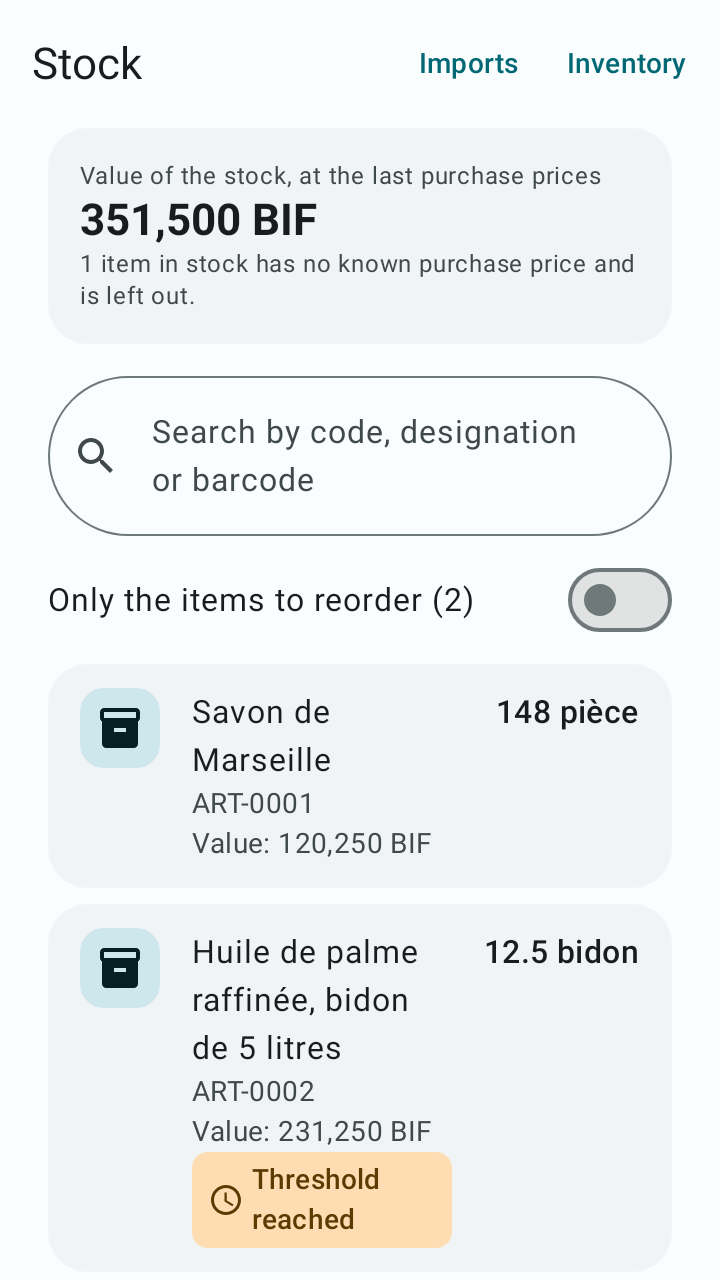 Stock
Imports
Inventory
Value of the stock, at the last purchase prices
351,500 BIF
1 item in stock has no known purchase price and
is left out.
Search by code, designation
or barcode
Only the items to reorder (2)
Savon de
Marseille
148 pièce
ART-0001
Value: 120,250 BIF
Huile de palme
raffinée, bidon
de 5 litres
12.5 bidon
ART-0002
Value: 231,250 BIF
Threshold
reached